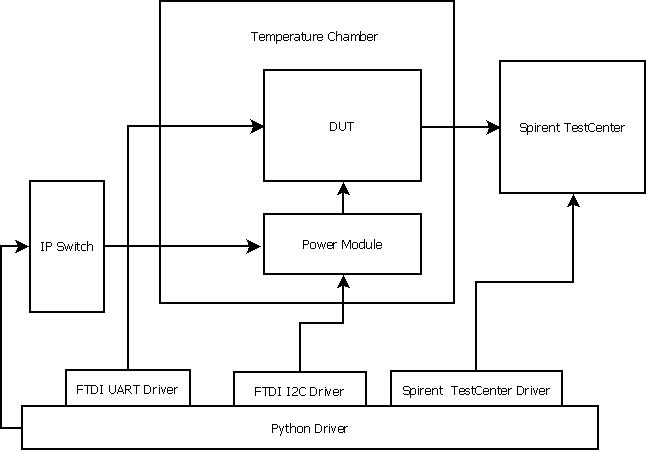 Temperature Chamber
DUT
Spirent TestCenter
IP Switch
Power Module
FTDI UART Driver
FTDI I2C Driver
Spirent TestCenter Driver
Python Driver